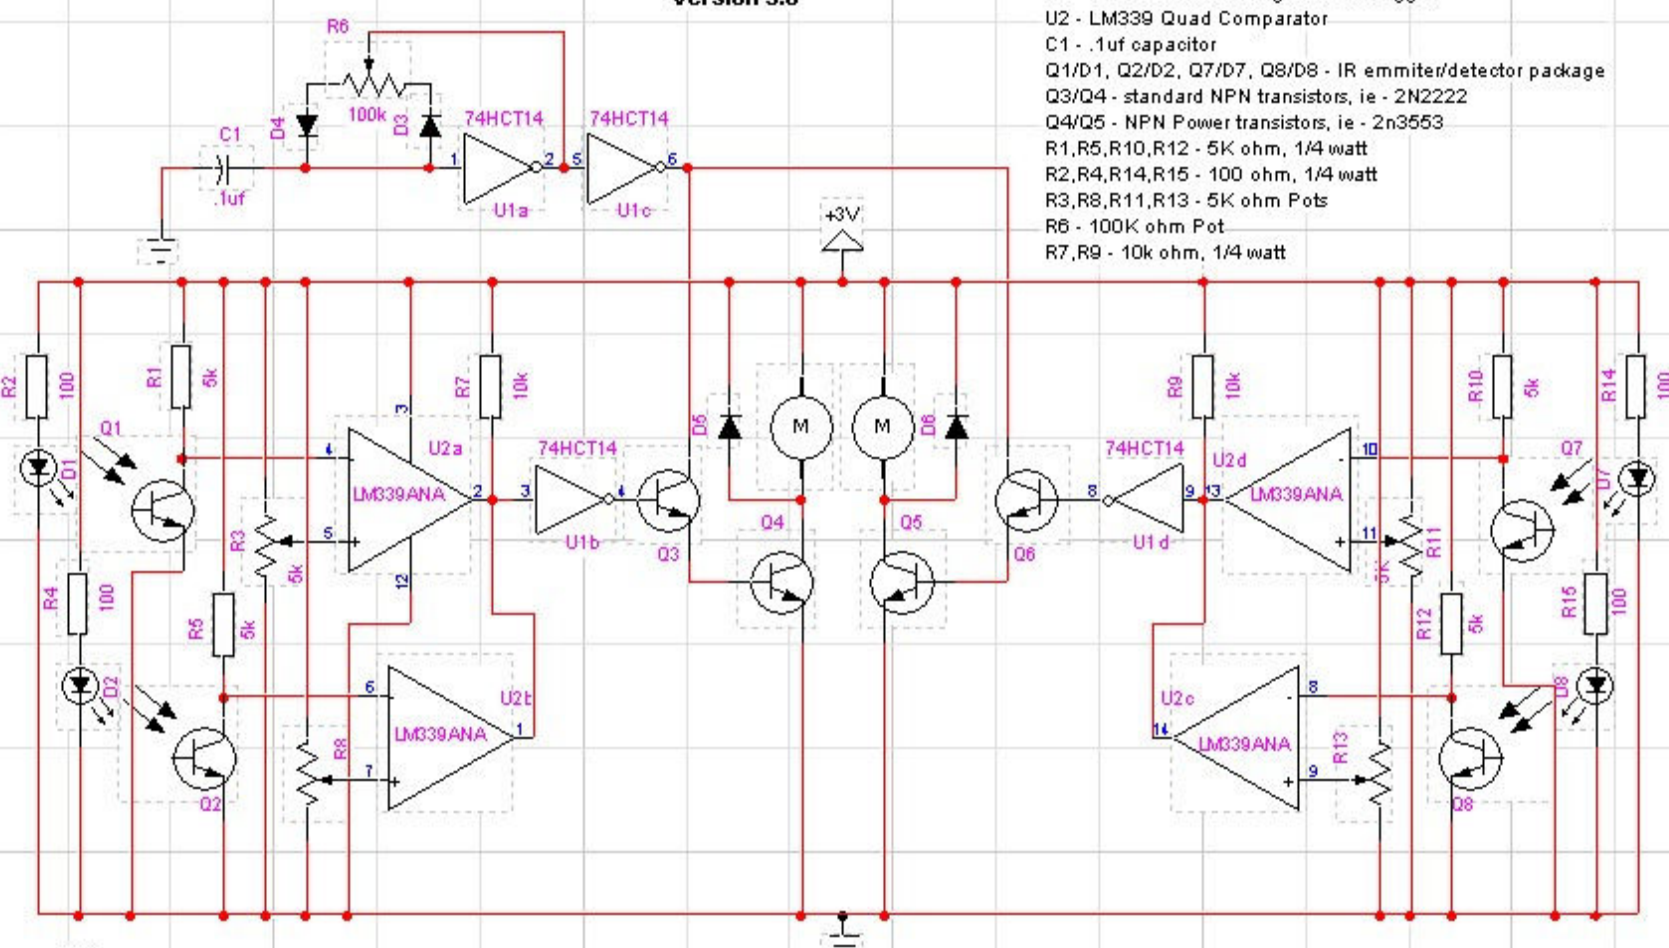 Version 3.0
U2 - LM339 Quad Comparator
C1 - .1uf capacitor
Q1/D1, Q2/D2, Q7/D7, Q8/D8 - IR emmiter/detector package
Q3/Q4 - standard NPN transistors, ie - 2N2222
Q4/Q5 - NPN Power transistors, ie - 2n3553
R1,R5,R10,R12 - 5K ohm, 1/4 watt
R2,R4,R14,R15 - 100 ohm, 1/4 watt
R3,R8,R11,R13 - 5K ohm Pots
R6 - 100K ohm Pot
R7,R9 - 10k ohm, 1/4 watt
R6
100k
D4
D3
C1
.1uf
74HCT14
1
2
U1a
74HCT14
5
6
U1c
+3V
R2
100
D1
Q1
R1
5k
R4
100
D2
R5
5k
Q2
R3
5k
R8
3
4
5
12
U2a
LM339ANA
2
R7
10k
6
7
U2b
LM339ANA
1
74HCT14
3
4
U1b
Q3
D5
M
Q4
M
D6
Q5
Q6
74HCT14
8
9
U1d
R9
10k
13
U2d
LM339ANA
10
11
R11
5K
14
U2c
LM339ANA
8
9
R13
R10
5k
R12
5k
Q7
D7
R14
100
R15
100
D8
Q8